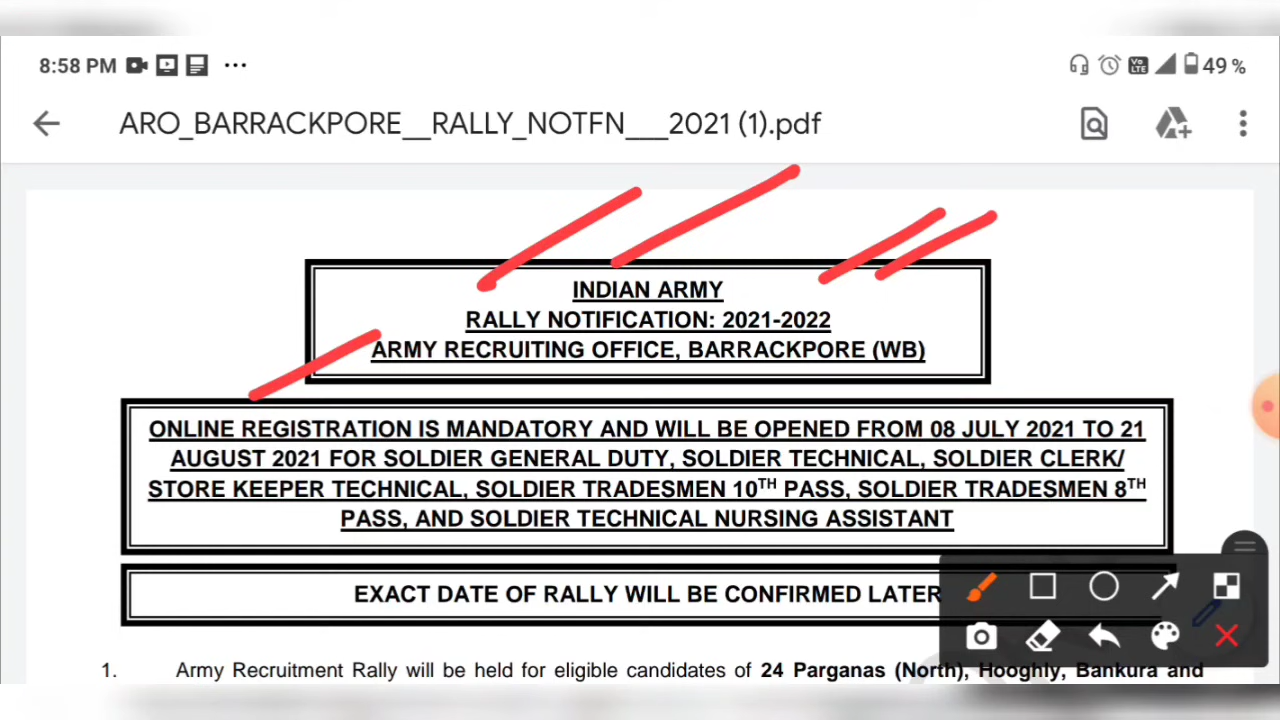 8:58 PM ...
Vo LTE 49 %
ARO_BARRACKPORE__RALLY_NOTFN___2021 (1).pdf
INDIAN ARMY
RALLY NOTIFICATION: 2021-2022
ARMY RECRUITING OFFICE, BARRACKPORE (WB)
ONLINE REGISTRATION IS MANDATORY AND WILL BE OPENED FROM 08 JULY 2021 TO 21
AUGUST 2021 FOR SOLDIER GENERAL DUTY, SOLDIER TECHNICAL, SOLDIER CLERK/
STORE KEEPER TECHNICAL, SOLDIER TRADESMEN 10TH PASS, SOLDIER TRADESMEN 8TH
PASS, AND SOLDIER TECHNICAL NURSING ASSISTANT
EXACT DATE OF RALLY WILL BE CONFIRMED LATER
1. Army Recruitment Rally will be held for eligible candidates of 24 Parganas (North), Hooghly, Bankura and